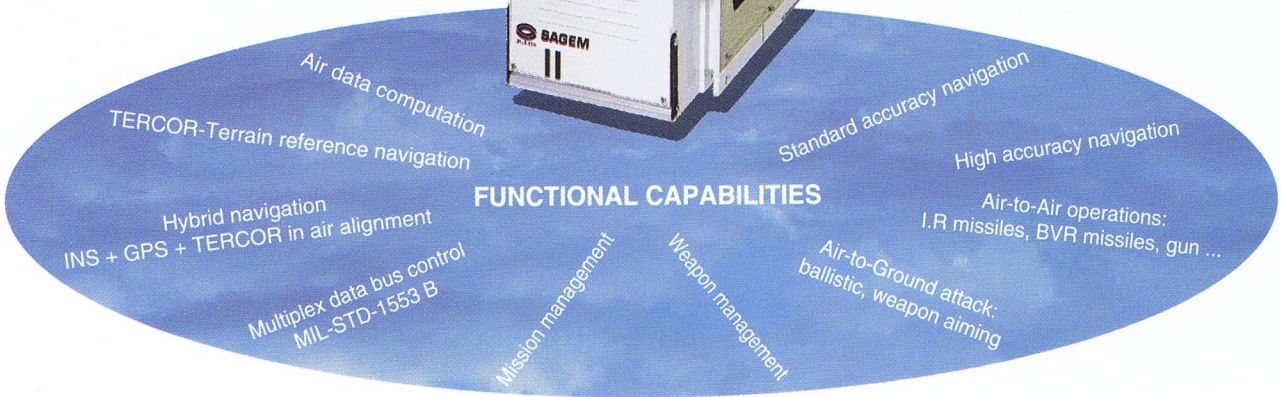 SAGEM
Air data computation
TERCOR-Terrain reference navigation
Hybrid navigation
INS + GPS + TERCOR in air alignment
Multiplex data bus control
MIL-STD-1553 B
Mission management
FUNCTIONAL CAPABILITIES
Weapon management
Air-to-Ground attack:
ballistic, weapon aiming
Air-to-Air operations:
I.R missiles, BVR missiles, gun ...
High accuracy navigation
Standard accuracy navigation